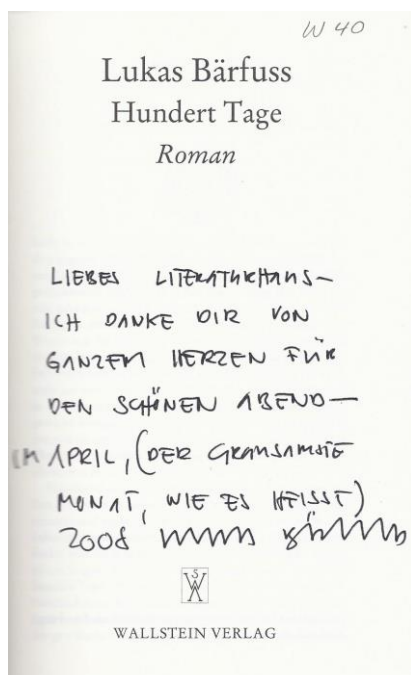 W 40
Lukas Bärfuss
Hundert Tage
Roman
LIEBES LITERATURHAUS–
ICH DANKE DIR VON
GANZEM HERZEN FÜR
DEN SCHÖNEN ABEND–
IM APRIL, (DER GRAUSAMSTE
MONAT, WIE ES HEISST)
2008
WALLSTEIN VERLAG